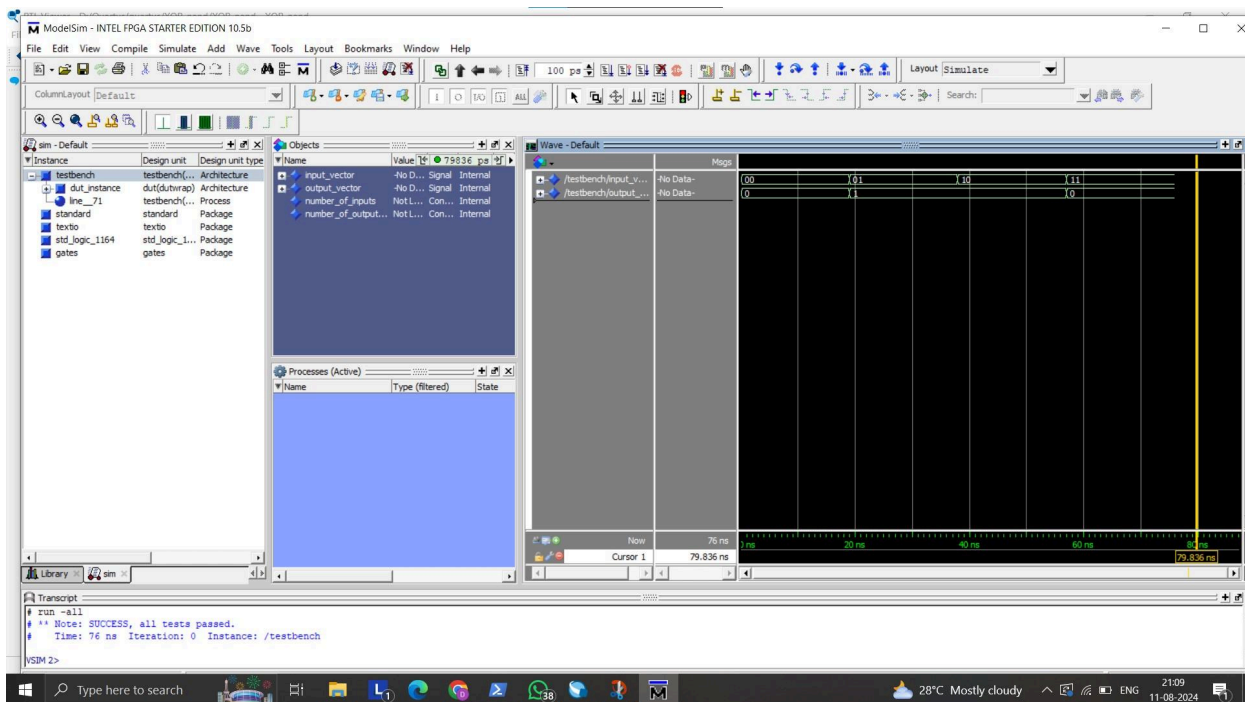 ModelSim - INTEL FPGA STARTER EDITION 10.5b
File Edit View Compile Simulate Add Wave Tools Layout Bookmarks Window Help
100 ps
Layout Simulate
ColumnLayout Default
Search:
sim - Default
Instance Design unit Design unit type
testbench testbench(... Architecture
dut_instance dut(dutwrap) Architecture
line__71 testbench(... Process
standard standard Package
textio textio Package
std_logic_1164 std_logic_1... Package
gates gates Package
Objects
Name Value 79836 ps
input_vector -No D... Signal Internal
output_vector -No D... Signal Internal
number_of_inputs Not L... Con... Internal
number_of_output... Not L... Con... Internal
Processes (Active)
Name Type (filtered) State
Wave - Default
Msgs
/testbench/input_v... -No Data- 00 01 10 11
/testbench/output_... -No Data- 0 1 0
Now 76 ns 20 ns 40 ns 60 ns 80 ns
Cursor 1 79.836 ns 79.836 ns
Library sim
Transcript
# run -all
# ** Note: SUCCESS, all tests passed.
# Time: 76 ns Iteration: 0 Instance: /testbench
VSIM 2>
Type here to search
38
28°C Mostly cloudy
ENG
21:09
11-08-2024